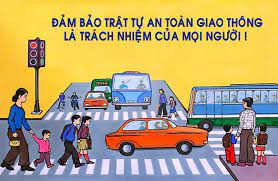 ĐẢM BẢO TRẬT TỰ AN TOÀN GIAO THÔNG
LÀ TRÁCH NHIỆM CỦA MỌI NGƯỜI !